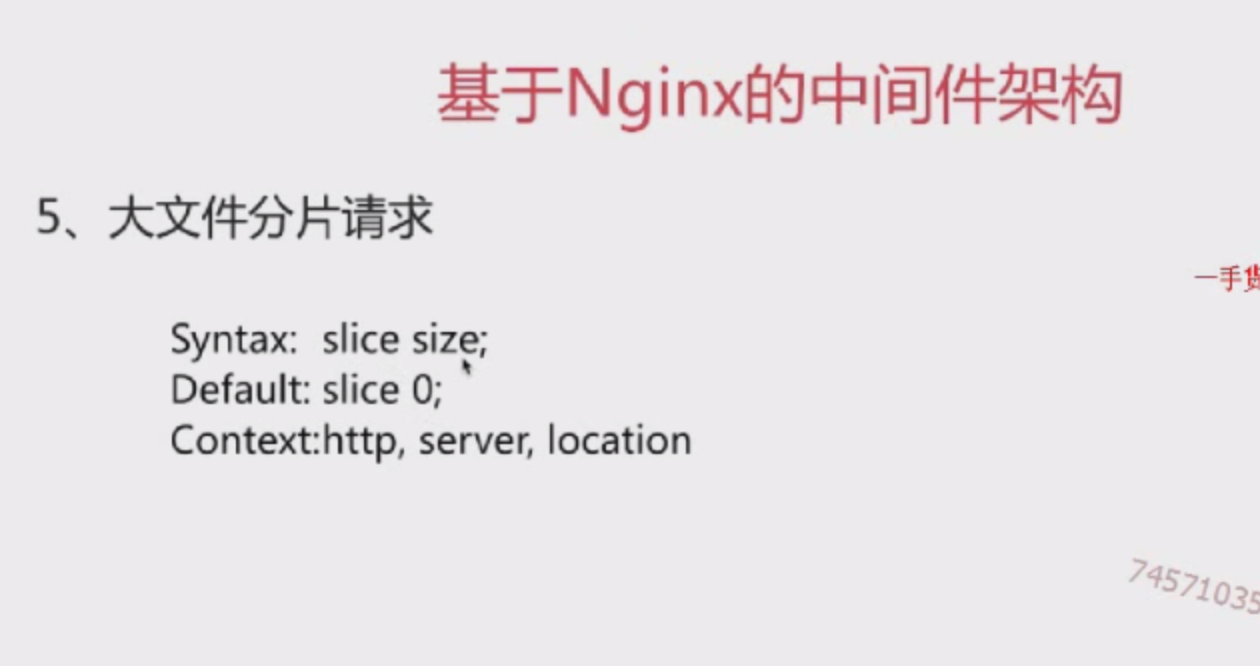 基于Nginx的中间件架构
5、大文件分片请求
一手货
Syntax: slice size;
Default: slice 0;
Context:http, server, location
74571035